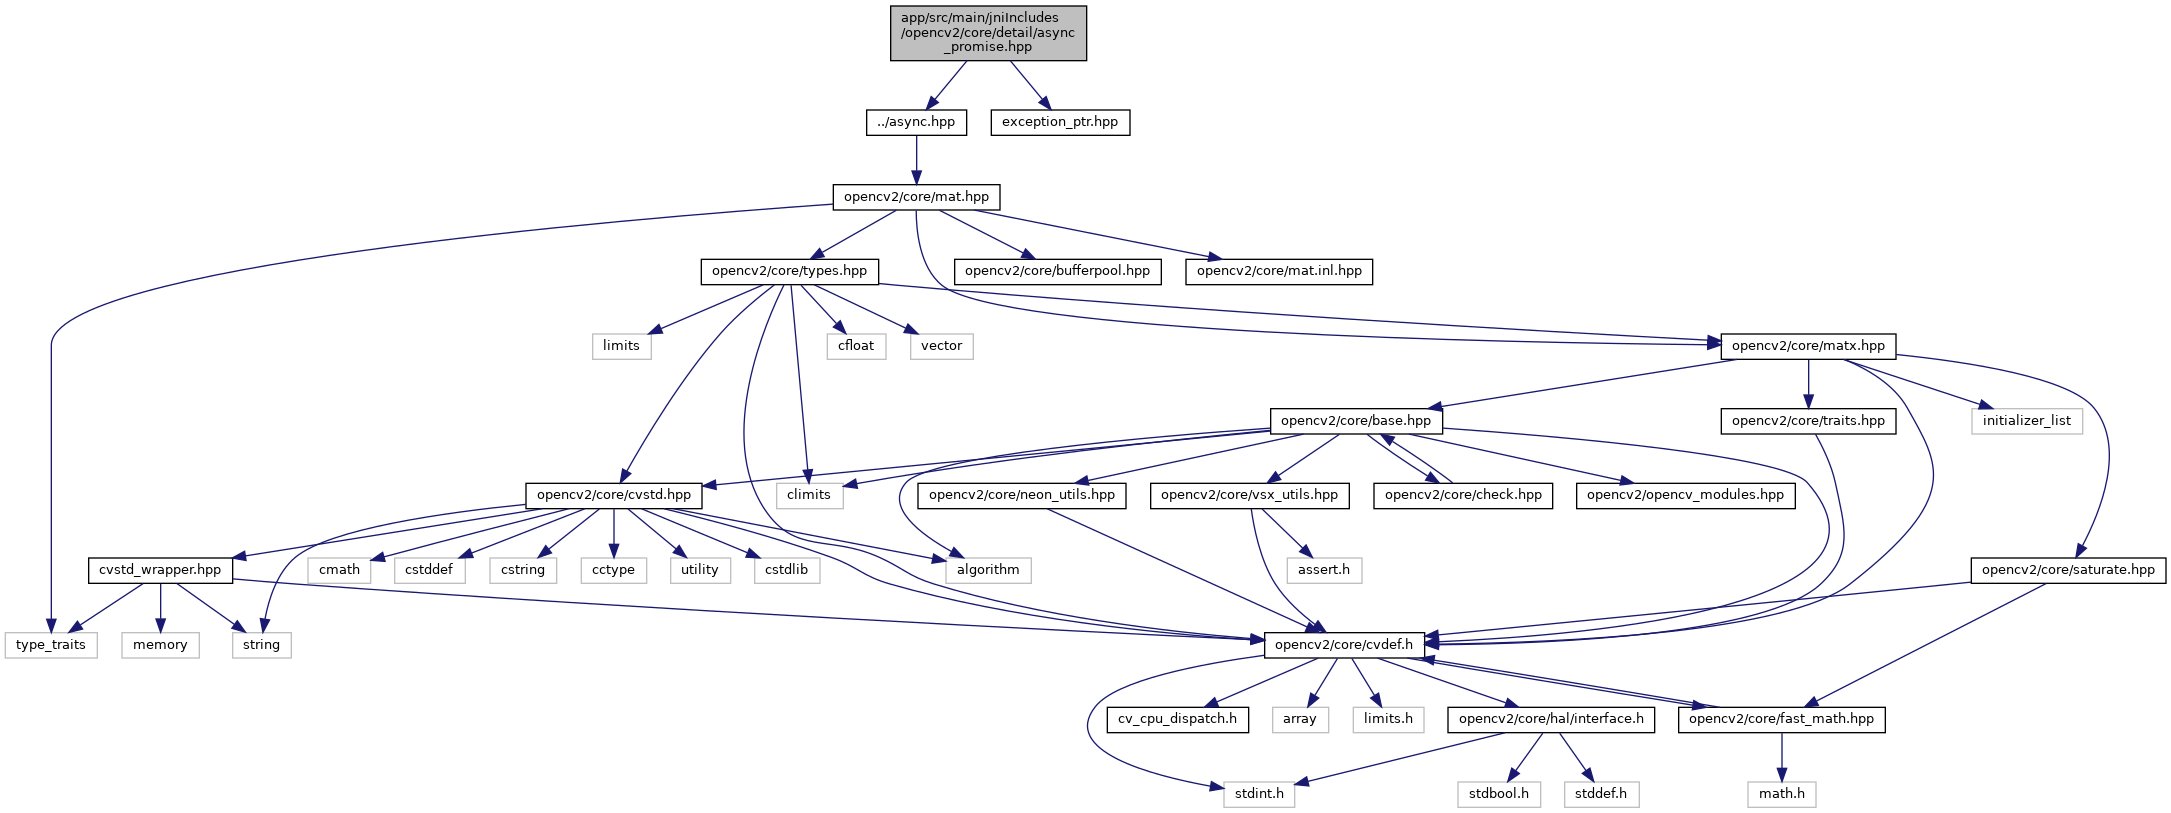 app/src/main/jniIncludes
/opencv2/core/detail/async
_promise.hpp
../async.hpp
exception_ptr.hpp
opencv2/core/mat.hpp
opencv2/core/types.hpp
opencv2/core/bufferpool.hpp
opencv2/core/mat.inl.hpp
limits
cfloat
vector
opencv2/core/matx.hpp
opencv2/core/base.hpp
opencv2/core/traits.hpp
initializer_list
opencv2/core/cvstd.hpp
climits
opencv2/core/neon_utils.hpp
opencv2/core/vsx_utils.hpp
opencv2/core/check.hpp
opencv2/opencv_modules.hpp
cvstd_wrapper.hpp
cmath
cstddef
cstring
cctype
utility
cstdlib
algorithm
assert.h
opencv2/core/saturate.hpp
type_traits
memory
string
opencv2/core/cvdef.h
cv_cpu_dispatch.h
array
limits.h
opencv2/core/hal/interface.h
opencv2/core/fast_math.hpp
stdint.h
stdbool.h
stddef.h
math.h